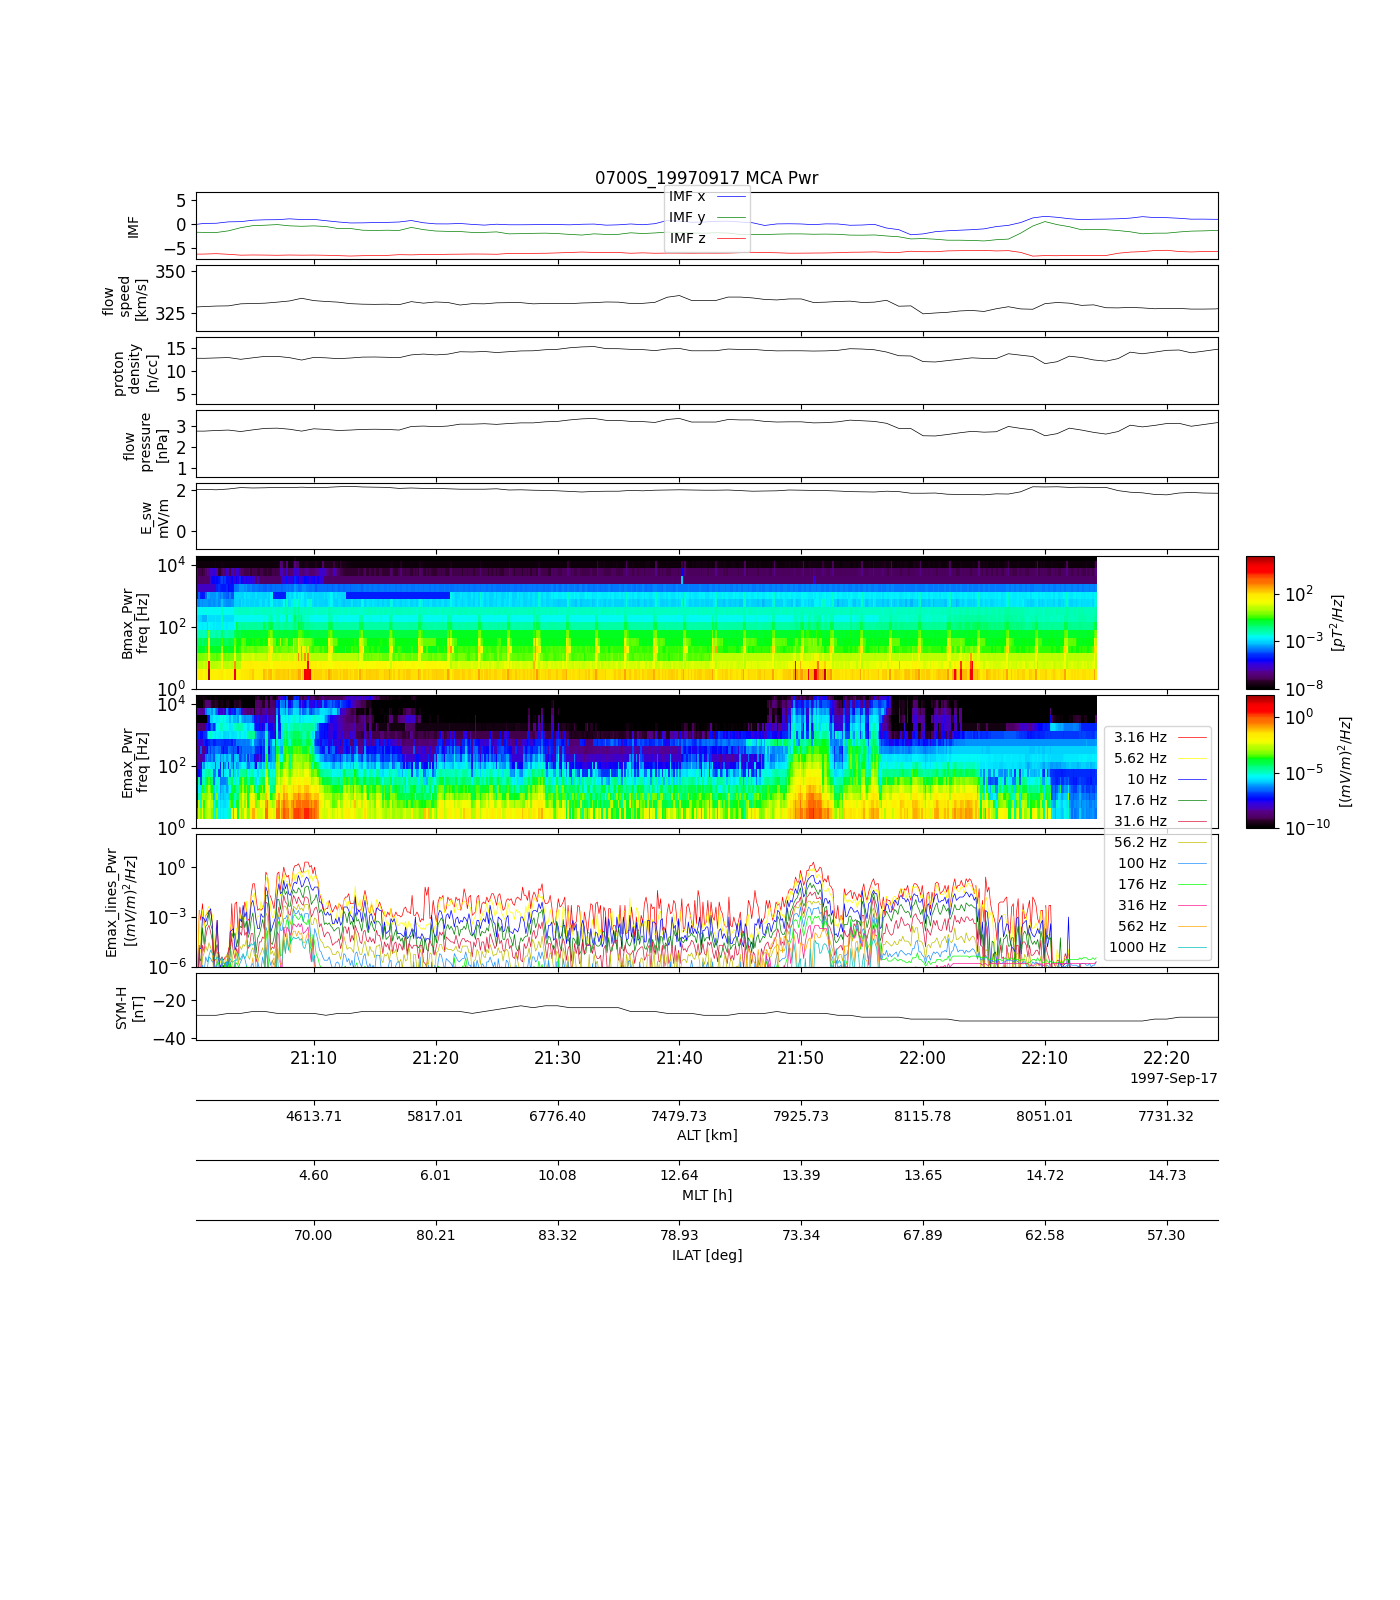 0700S_19970917 MCA Pwr
IMF
5
0
−5
IMF x
IMF y
IMF z
flow
speed
[km/s]
350
325
proton
density
[n/cc]
15
10
5
flow
pressure
[nPa]
3
2
1
E_sw
mV/m
2
0
Bmax_Pwr
freq [Hz]
10^4
10^2
10^0
10^2
10^−3
10^−8
[pT^2/Hz]
Emax_Pwr
freq [Hz]
10^4
10^2
10^0
10^0
10^−5
10^−10
[(mV/m)^2/Hz]
3.16 Hz
5.62 Hz
10 Hz
17.6 Hz
31.6 Hz
56.2 Hz
100 Hz
176 Hz
316 Hz
562 Hz
1000 Hz
Emax_lines_Pwr
[(mV/m)^2/Hz]
10^0
10^−3
10^−6
SYM-H
[nT]
−20
−40
21:10 21:20 21:30 21:40 21:50 22:00 22:10 22:20
1997-Sep-17
4613.71 5817.01 6776.40 7479.73 7925.73 8115.78 8051.01 7731.32
ALT [km]
4.60 6.01 10.08 12.64 13.39 13.65 14.72 14.73
MLT [h]
70.00 80.21 83.32 78.93 73.34 67.89 62.58 57.30
ILAT [deg]